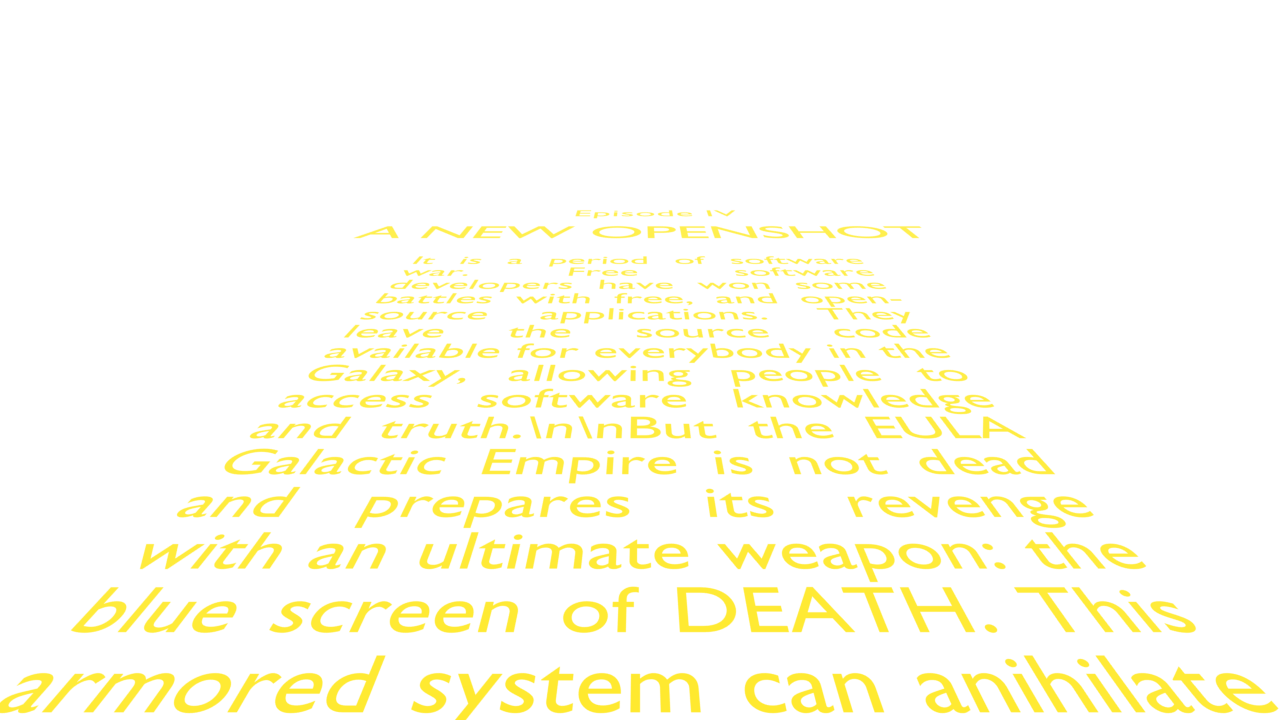 Episode IV
A NEW OPENSHOT
It is a period of software
war. Free software
developers have won some
battles with free, and open-
source applications. They
leave the source code
available for everybody in the
Galaxy, allowing people to
access software knowledge
and truth.\n\nBut the EULA
Galactic Empire is not dead
and prepares its revenge
with an ultimate weapon: the
blue screen of DEATH. This
armored system can anihilate